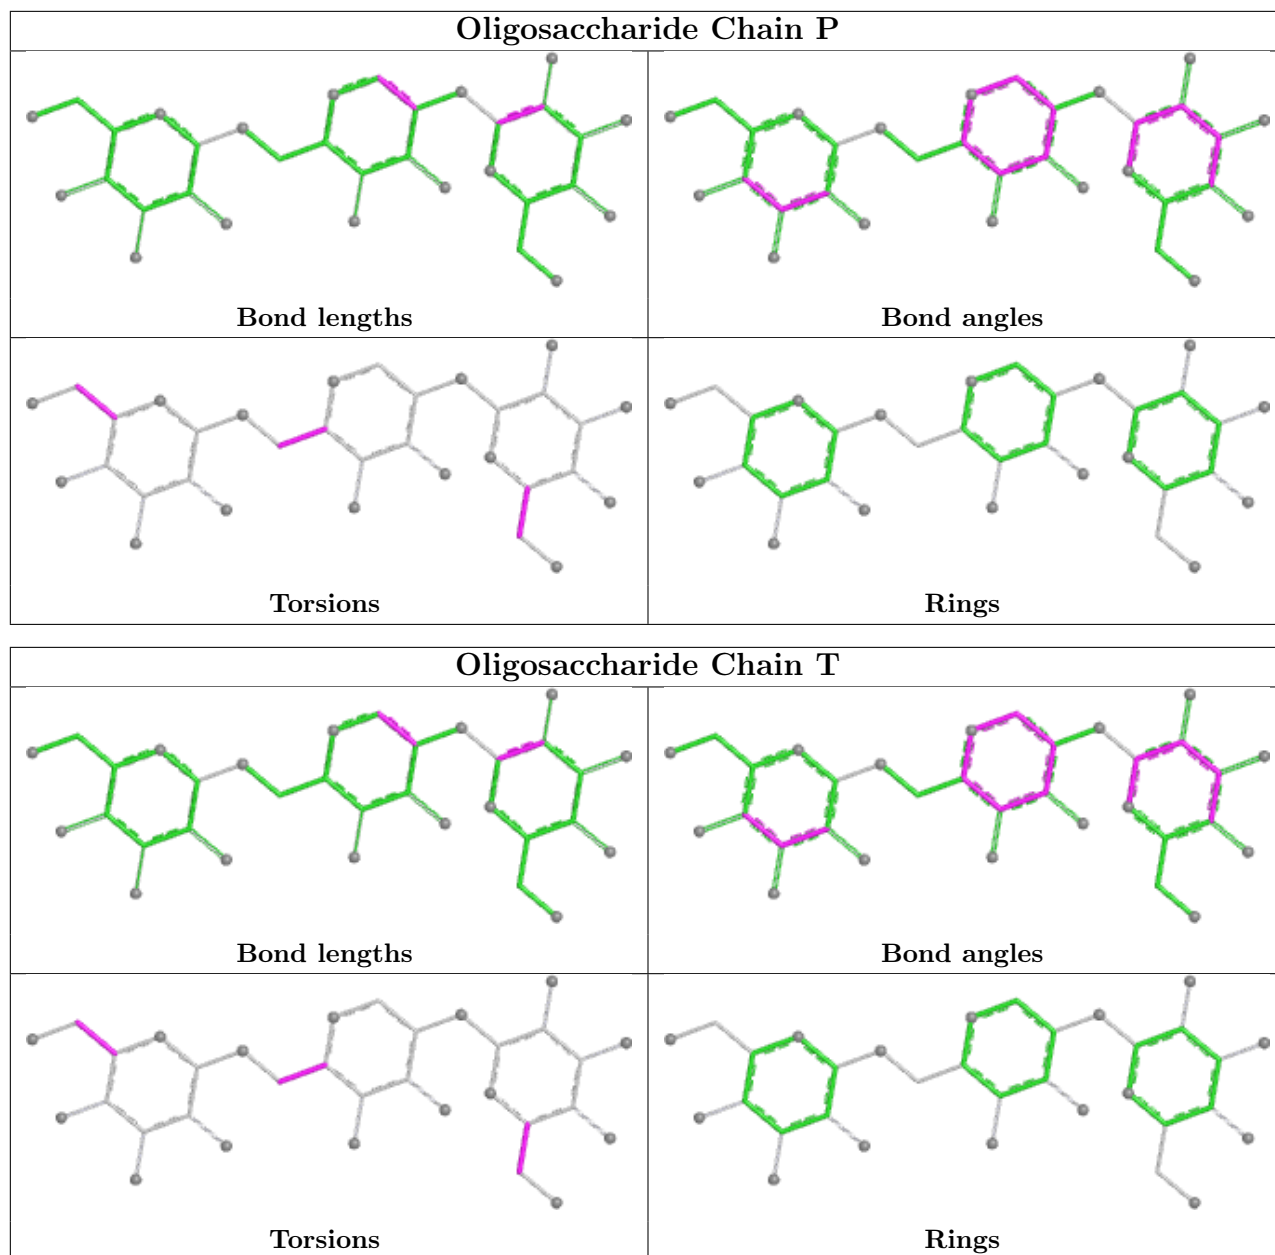 Oligosaccharide Chain P
Bond lengths
Bond angles
Torsions
Rings
Oligosaccharide Chain T
Bond lengths
Bond angles
Torsions
Rings